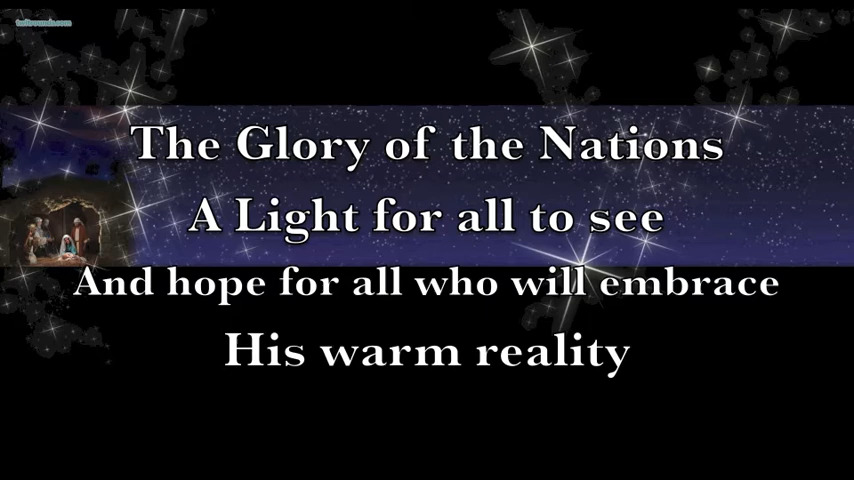 The Glory of the Nations
A Light for all to see
And hope for all who will embrace
His warm reality